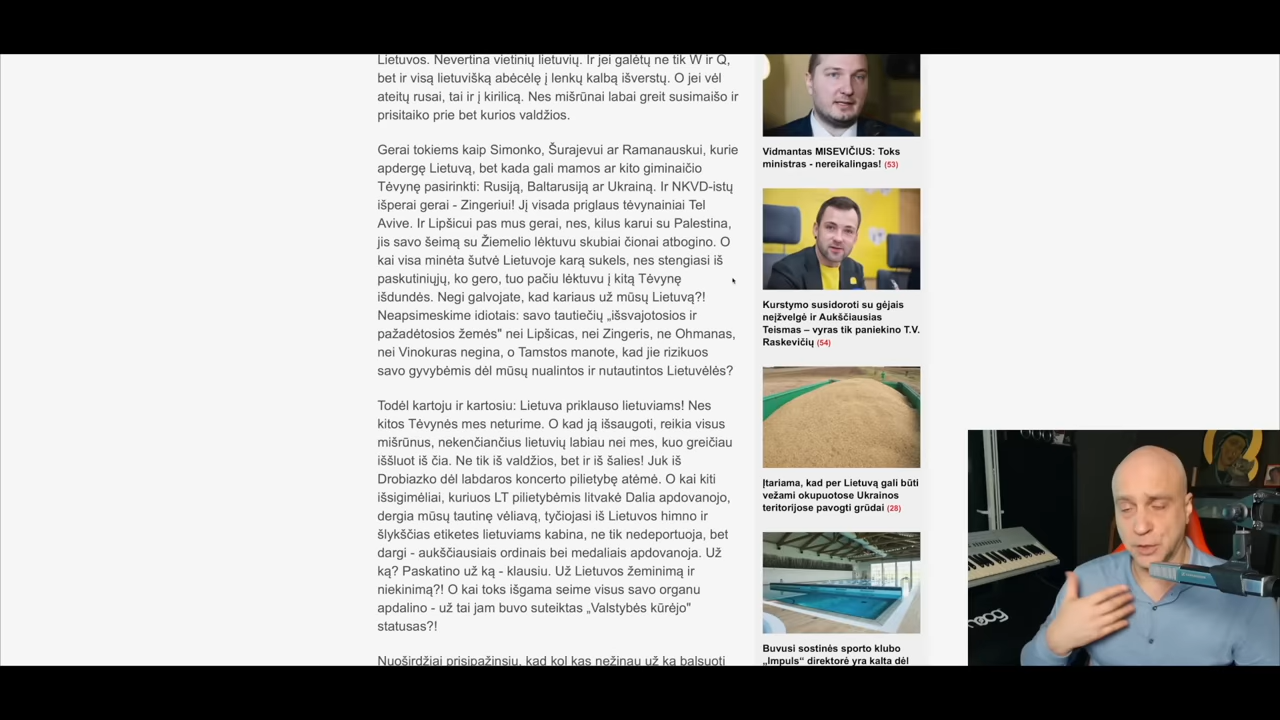 Lietuvos. Nevertina vietinių lietuvių. Ir jei galėtų ne tik W ir Q,
bet ir visą lietuvišką abėcėlę į lenkų kalbą išverstų. O jei vėl
ateitų rusai, tai ir į kirilicą. Nes mišrūnai labai greit susimaišo ir
prisitaiko prie bet kurios valdžios.
Gerai tokiems kaip Simonko, Šurajevui ar Ramanauskui, kurie
apdergę Lietuvą, bet kada gali mamos ar kito giminaičio
Tėvynę pasirinkti: Rusiją, Baltarusiją ar Ukrainą. Ir NKVD-istų
išperai gerai - Zingeriui! Jį visada priglaus tėvynainiai Tel
Avive. Ir Lipšicui pas mus gerai, nes, kilus karui su Palestina,
jis savo šeimą su Žiemelio lėktuvu skubiai čionai atbogino. O
kai visa minėta šutvė Lietuvoje karą sukels, nes stengiasi iš
paskutiniųjų, ko gero, tuo pačiu lėktuvu į kitą Tėvynę
išdundės. Negi galvojate, kad kariaus už mūsų Lietuvą?!
Neapsimeskime idiotais: savo tautiečių „išsvajotosios ir
pažadėtosios žemės" nei Lipšicas, nei Zingeris, ne Ohmanas,
nei Vinokuras negina, o Tamstos manote, kad jie rizikuos
savo gyvybėmis dėl mūsų nualintos ir nutautintos Lietuvėlės?
Todėl kartoju ir kartosiu: Lietuva priklauso lietuviams! Nes
kitos Tėvynės mes neturime. O kad ją išsaugoti, reikia visus
mišrūnus, nekenčiančius lietuvių labiau nei mes, kuo greičiau
iššluot iš čia. Ne tik iš valdžios, bet ir iš šalies! Juk iš
Drobiazko dėl labdaros koncerto pilietybę atėmė. O kai kiti
išsigimėliai, kuriuos LT pilietybėmis litvakė Dalia apdovanojo,
dergia mūsų tautinę vėliavą, tyčiojasi iš Lietuvos himno ir
šlykščias etiketes lietuviams kabina, ne tik nedeportuoja, bet
dargi - aukščiausiais ordinais bei medaliais apdovanoja. Už
ką? Paskatino už ką - klausiu. Už Lietuvos žeminimą ir
niekinimą?! O kai toks išgama seime visus savo organu
apdalino - už tai jam buvo suteiktas „Valstybės kūrėjo"
statusas?!
Nuoširdžiai prisipažinsiu, kad kol kas nežinau už ką balsuoti
Vidmantas MISEVIČIUS: Toks
ministras - nereikalingas! (53)
Kurstymo susidoroti su gėjais
neįžvelgė ir Aukščiausias
Teismas – vyras tik paniekino T.V.
Raskevičių (54)
Įtariama, kad per Lietuvą gali būti
vežami okupuotose Ukrainos
teritorijose pavogti grūdai (28)
Buvusi sostinės sporto klubo
„Impuls“ direktorė yra kalta dėl
moog